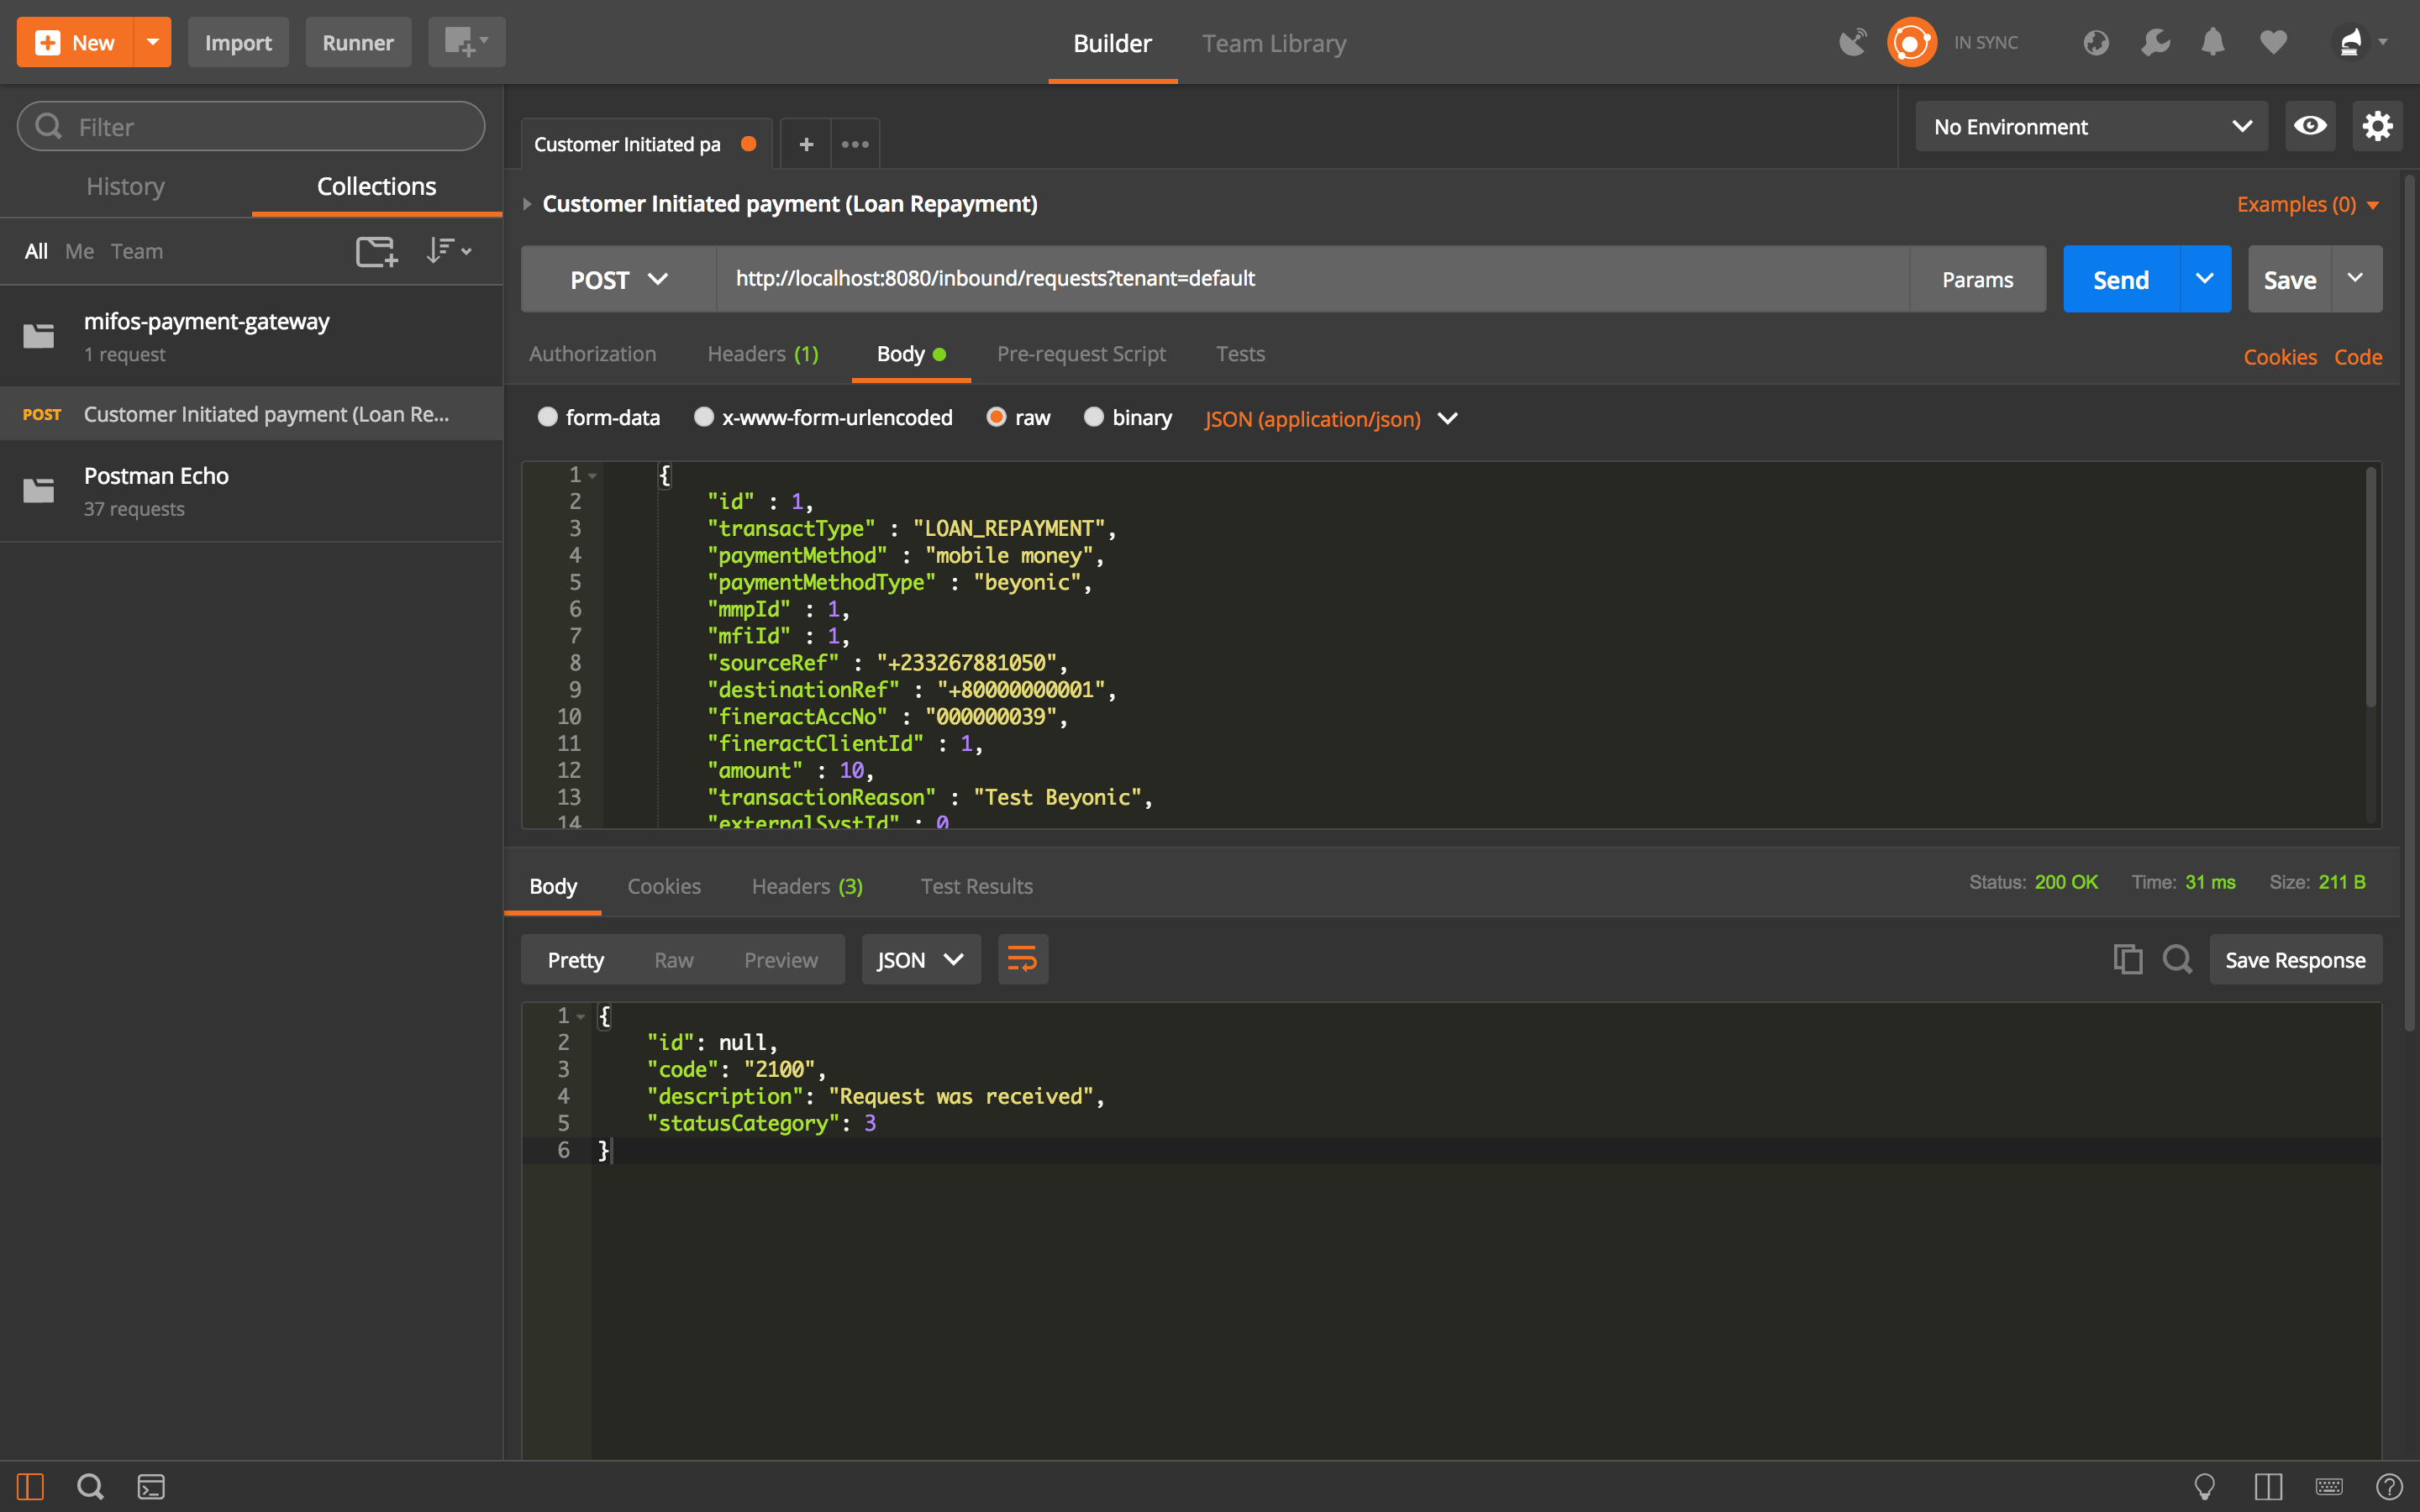 New
Import
Runner
Builder
Team Library
IN SYNC
Filter
History
Collections
All Me Team
mifos-payment-gateway
1 request
POST Customer Initiated payment (Loan Re...
Postman Echo
37 requests
Customer Initiated pa
No Environment
Customer Initiated payment (Loan Repayment)
Examples (0)
POST
http://localhost:8080/inbound/requests?tenant=default
Params
Send
Save
Authorization
Headers (1)
Body
Pre-request Script
Tests
Cookies Code
form-data
x-www-form-urlencoded
raw
binary
JSON (application/json)
1 {
2 "id" : 1,
3 "transactType" : "LOAN_REPAYMENT",
4 "paymentMethod" : "mobile money",
5 "paymentMethodType" : "beyonic",
6 "mmpId" : 1,
7 "mfiId" : 1,
8 "sourceRef" : "+233267881050",
9 "destinationRef" : "+80000000001",
10 "fineractAccNo" : "000000039",
11 "fineractClientId" : 1,
12 "amount" : 10,
13 "transactionReason" : "Test Beyonic",
14 "externalSystId" : 0
Body
Cookies
Headers (3)
Test Results
Status: 200 OK
Time: 31 ms
Size: 211 B
Pretty
Raw
Preview
JSON
Save Response
1 {
2 "id": null,
3 "code": "2100",
4 "description": "Request was received",
5 "statusCategory": 3
6 }